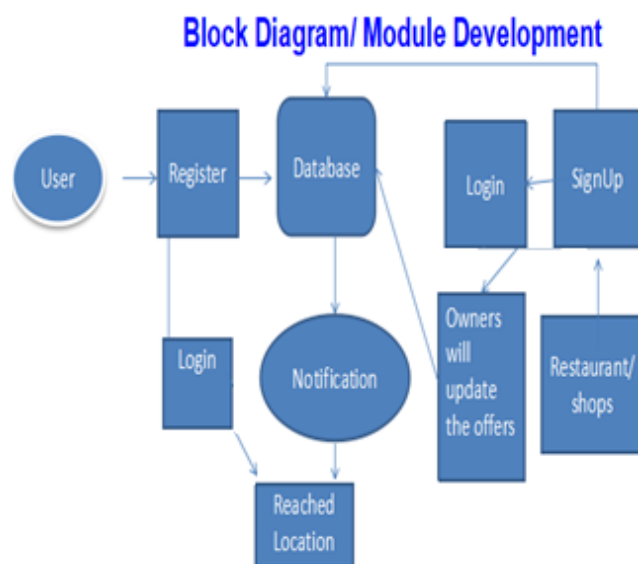 Block Diagram/ Module Development
User
Register
Database
Login
SignUp
Login
Notification
Owners
will
update
the offers
Restaurant/
shops
Reached
Location